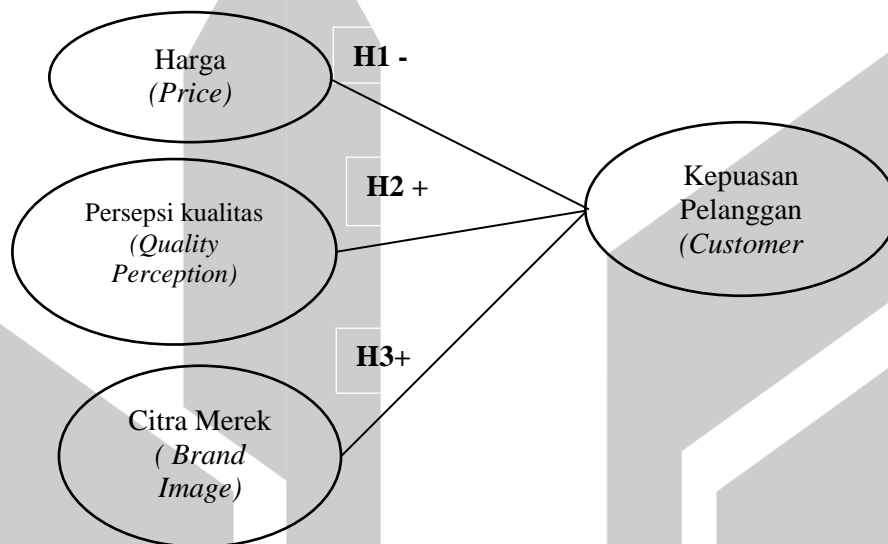 Harga
(Price)
H1 -
Persepsi kualitas
(Quality
Perception)
H2 +
Citra Merek
( Brand
Image)
H3+
Kepuasan
Pelanggan
(Customer